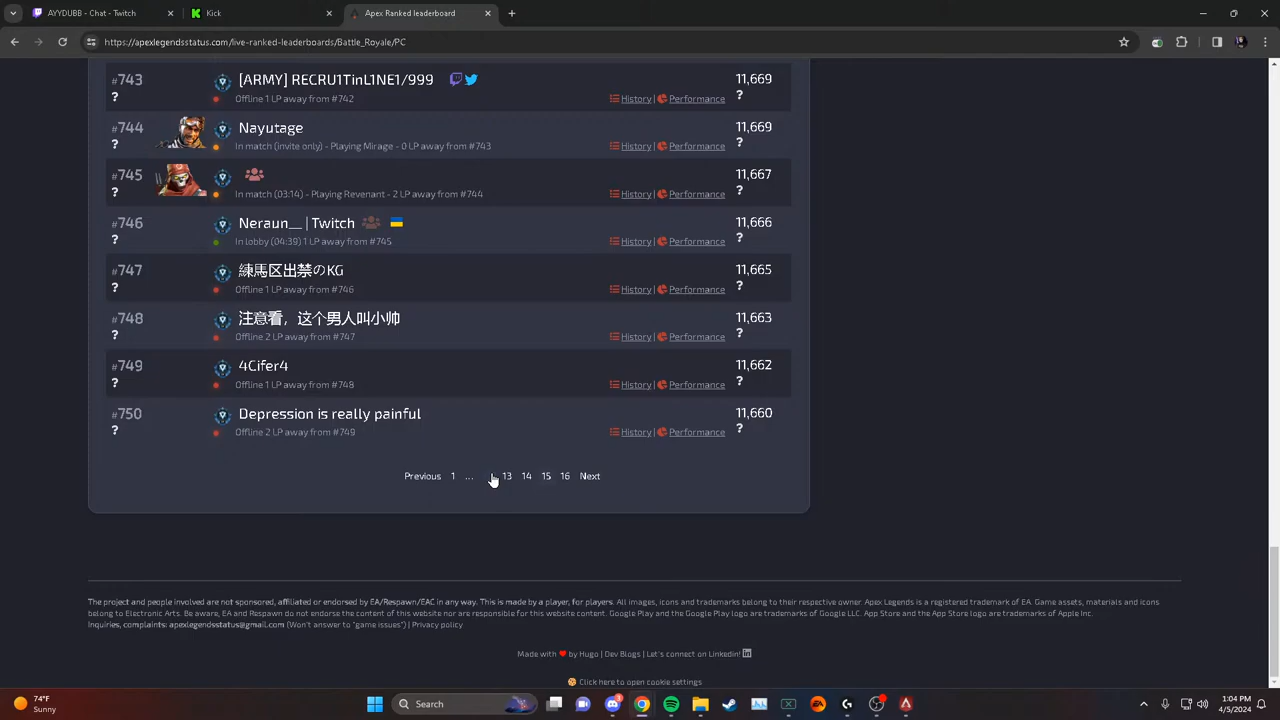 AYYDUBB - Chat - Twitch
Kick
Apex Ranked leaderboard
https://apexlegendsstatus.com/live-ranked-leaderboards/Battle_Royale/PC
#743 [ARMY] RECRU1TinL1NE1/999 11,669
? Offline 1 LP away from #742 History | Performance ?
#744 Nayutage 11,669
? In match (invite only) - Playing Mirage - 0 LP away from #743 History | Performance ?
#745 11,667
? In match (03:14) - Playing Revenant - 2 LP away from #744 History | Performance ?
#746 Neraun__ | Twitch 11,666
? In lobby (04:39) 1 LP away from #745 History | Performance ?
#747 練馬区出禁のKG 11,665
? Offline 1 LP away from #746 History | Performance ?
#748 注意看，这个男人叫小帅 11,663
? Offline 2 LP away from #747 History | Performance ?
#749 4Cifer4 11,662
? Offline 1 LP away from #748 History | Performance ?
#750 Depression is really painful 11,660
? Offline 2 LP away from #749 History | Performance ?
Previous 1 ... 13 14 15 16 Next
The project and people involved are not sponsored, affiliated or endorsed by EA/Respawn/EAC in any way. This is made by a player, for players. All images, icons and trademarks belong to their respective owner. Apex Legends is a registered trademark of EA. Game assets, materials and icons
belong to Electronic Arts. Be aware, EA and Respawn do not endorse the content of this website nor are responsible for this website content. Google Play and the Google Play logo are trademarks of Google LLC. App Store and the App Store logo are trademarks of Apple Inc.
Inquiries, complaints: apexlegendsstatus@gmail.com (Won't answer to "game issues") | Privacy policy
Made with ❤ by Hugo | Dev Blogs | Let's connect on Linkedin!
Click here to open cookie settings
74°F
Sunny
Search
3
1:04 PM
4/5/2024